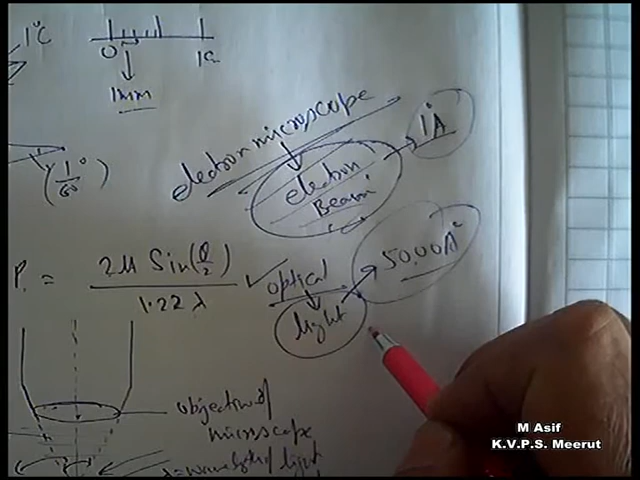 1°C
0 1c
1mm
electron microscope
1Å
electron
Beam
(1/60°)
P. = 2μ Sin(θ/2) / 1.22 λ
optical
5000A°
light
objective of
microscope
λ = wavelength of light
M Asif
K.V.P.S. Meerut